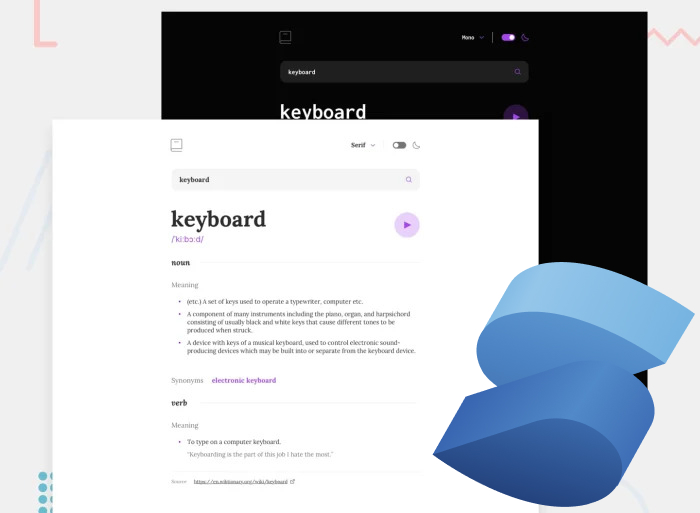 Mono
keyboard
keyboard
Serif
keyboard
keyboard
/ˈkiːbɔːd/
noun
Meaning
• (etc.) A set of keys used to operate a typewriter, computer etc.
• A component of many instruments including the piano, organ, and harpsichord
consisting of usually black and white keys that cause different tones to be
produced when struck.
• A device with keys of a musical keyboard, used to control electronic sound-
producing devices which may be built into or separate from the keyboard device.
Synonyms electronic keyboard
verb
Meaning
• To type on a computer keyboard.
"Keyboarding is the part of this job I hate the most."
Source https://en.wiktionary.org/wiki/keyboard